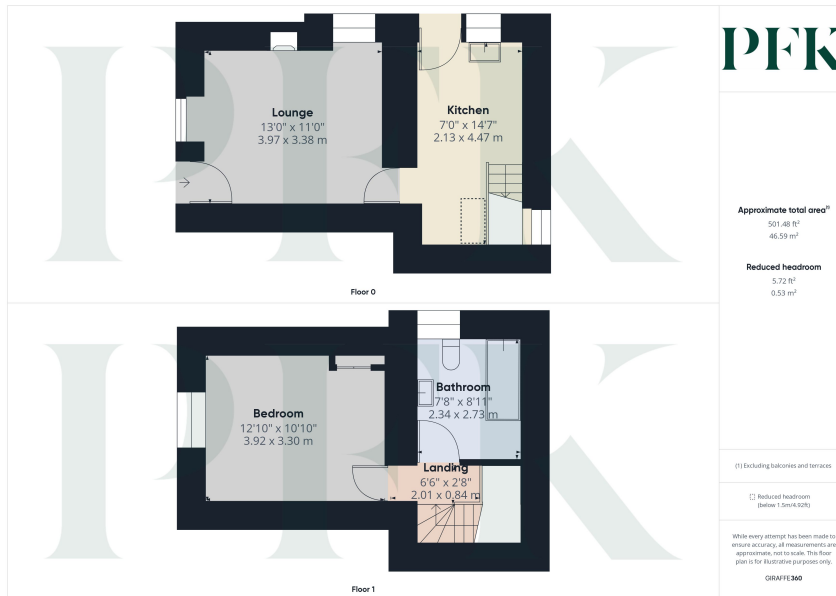 Lounge
13'0" x 11'0"
3.97 x 3.38 m
Kitchen
7'0" x 14'7"
2.13 x 4.47 m
Floor 0
Bedroom
12'10" x 10'10"
3.92 x 3.30 m
Bathroom
7'8" x 8'11"
2.34 x 2.73 m
Landing
6'6" x 2'8"
2.01 x 0.84 m
Floor 1
PFK
PFK
PFK
Approximate total area⁽¹⁾
501.48 ft²
46.59 m²
Reduced headroom
5.72 ft²
0.53 m²
(1) Excluding balconies and terraces
Reduced headroom
(below 1.5m/4.92ft)
While every attempt has been made to
ensure accuracy, all measurements are
approximate, not to scale. This floor
plan is for illustrative purposes only.
GIRAFFE360